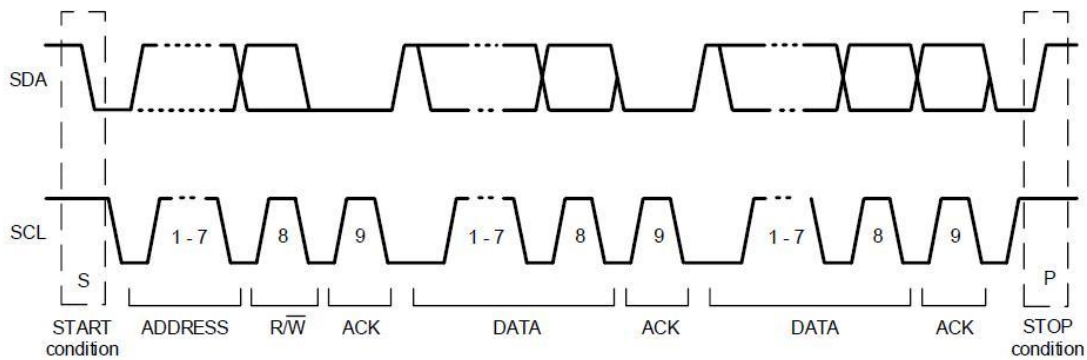 SDA
SCL
1 - 7 8 9 1 - 7 8 9 1 - 7 8 9
S P
START condition ADDRESS R/W̅ ACK DATA ACK DATA ACK STOP condition